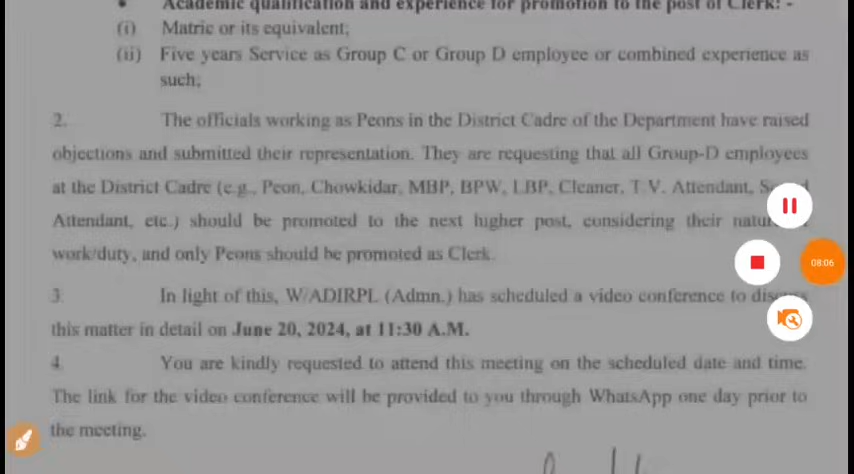 Academic qualification and experience for promotion to the post of Clerk: -
(i) Matric or its equivalent;
(ii) Five years Service as Group C or Group D employee or combined experience as
such;
2. The officials working as Peons in the District Cadre of the Department have raised
objections and submitted their representation. They are requesting that all Group-D employees
at the District Cadre (e.g., Peon, Chowkidar, MBP, BPW, LBP, Cleaner, T.V. Attendant,
Attendant, etc.) should be promoted to the next higher post, considering their
work/duty, and only Peons should be promoted as Clerk.
3. In light of this, W/ADIRPL (Admn.) has scheduled a video conference to
this matter in detail on June 20, 2024, at 11:30 A.M.
4. You are kindly requested to attend this meeting on the scheduled date and time.
The link for the video conference will be provided to you through WhatsApp one day prior to
the meeting.
08:06